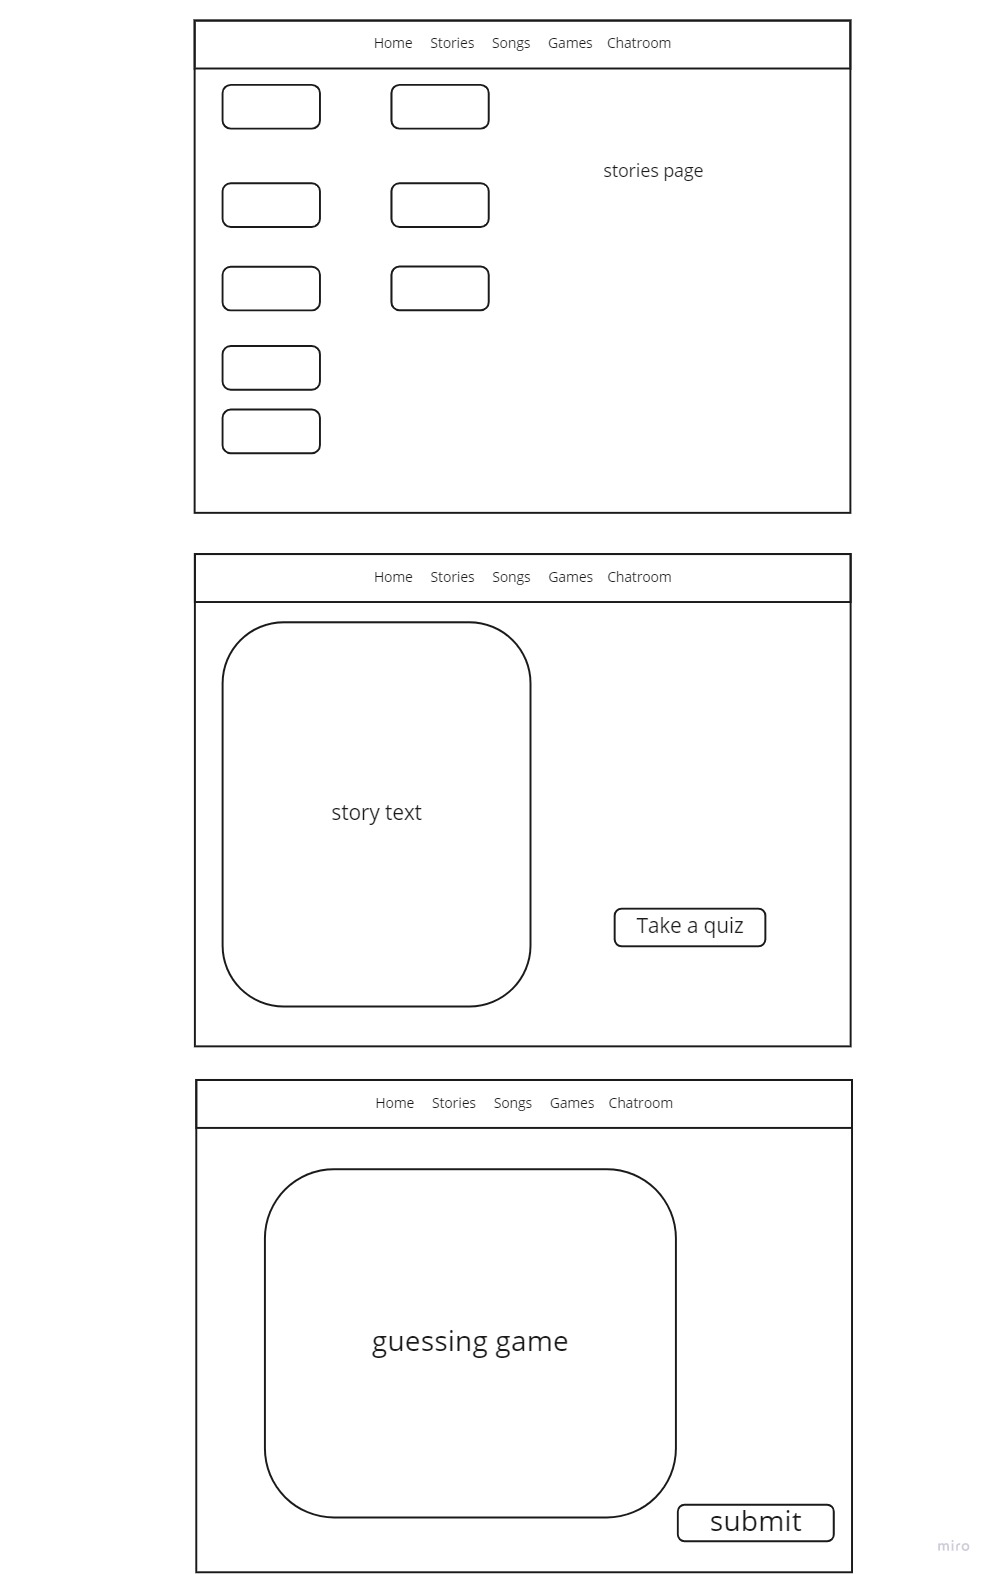 Home Stories Songs Games Chatroom
stories page
Home Stories Songs Games Chatroom
story text
Take a quiz
Home Stories Songs Games Chatroom
guessing game
submit
miro